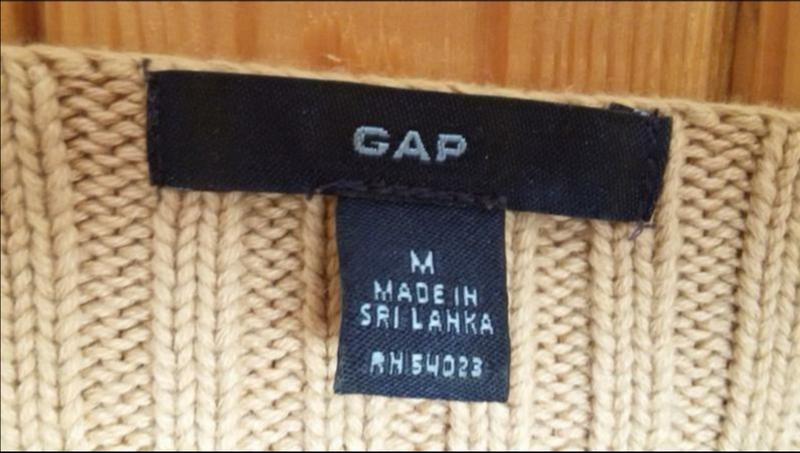 GAP
M
MADE IN
SRI LANKA
RN 54023